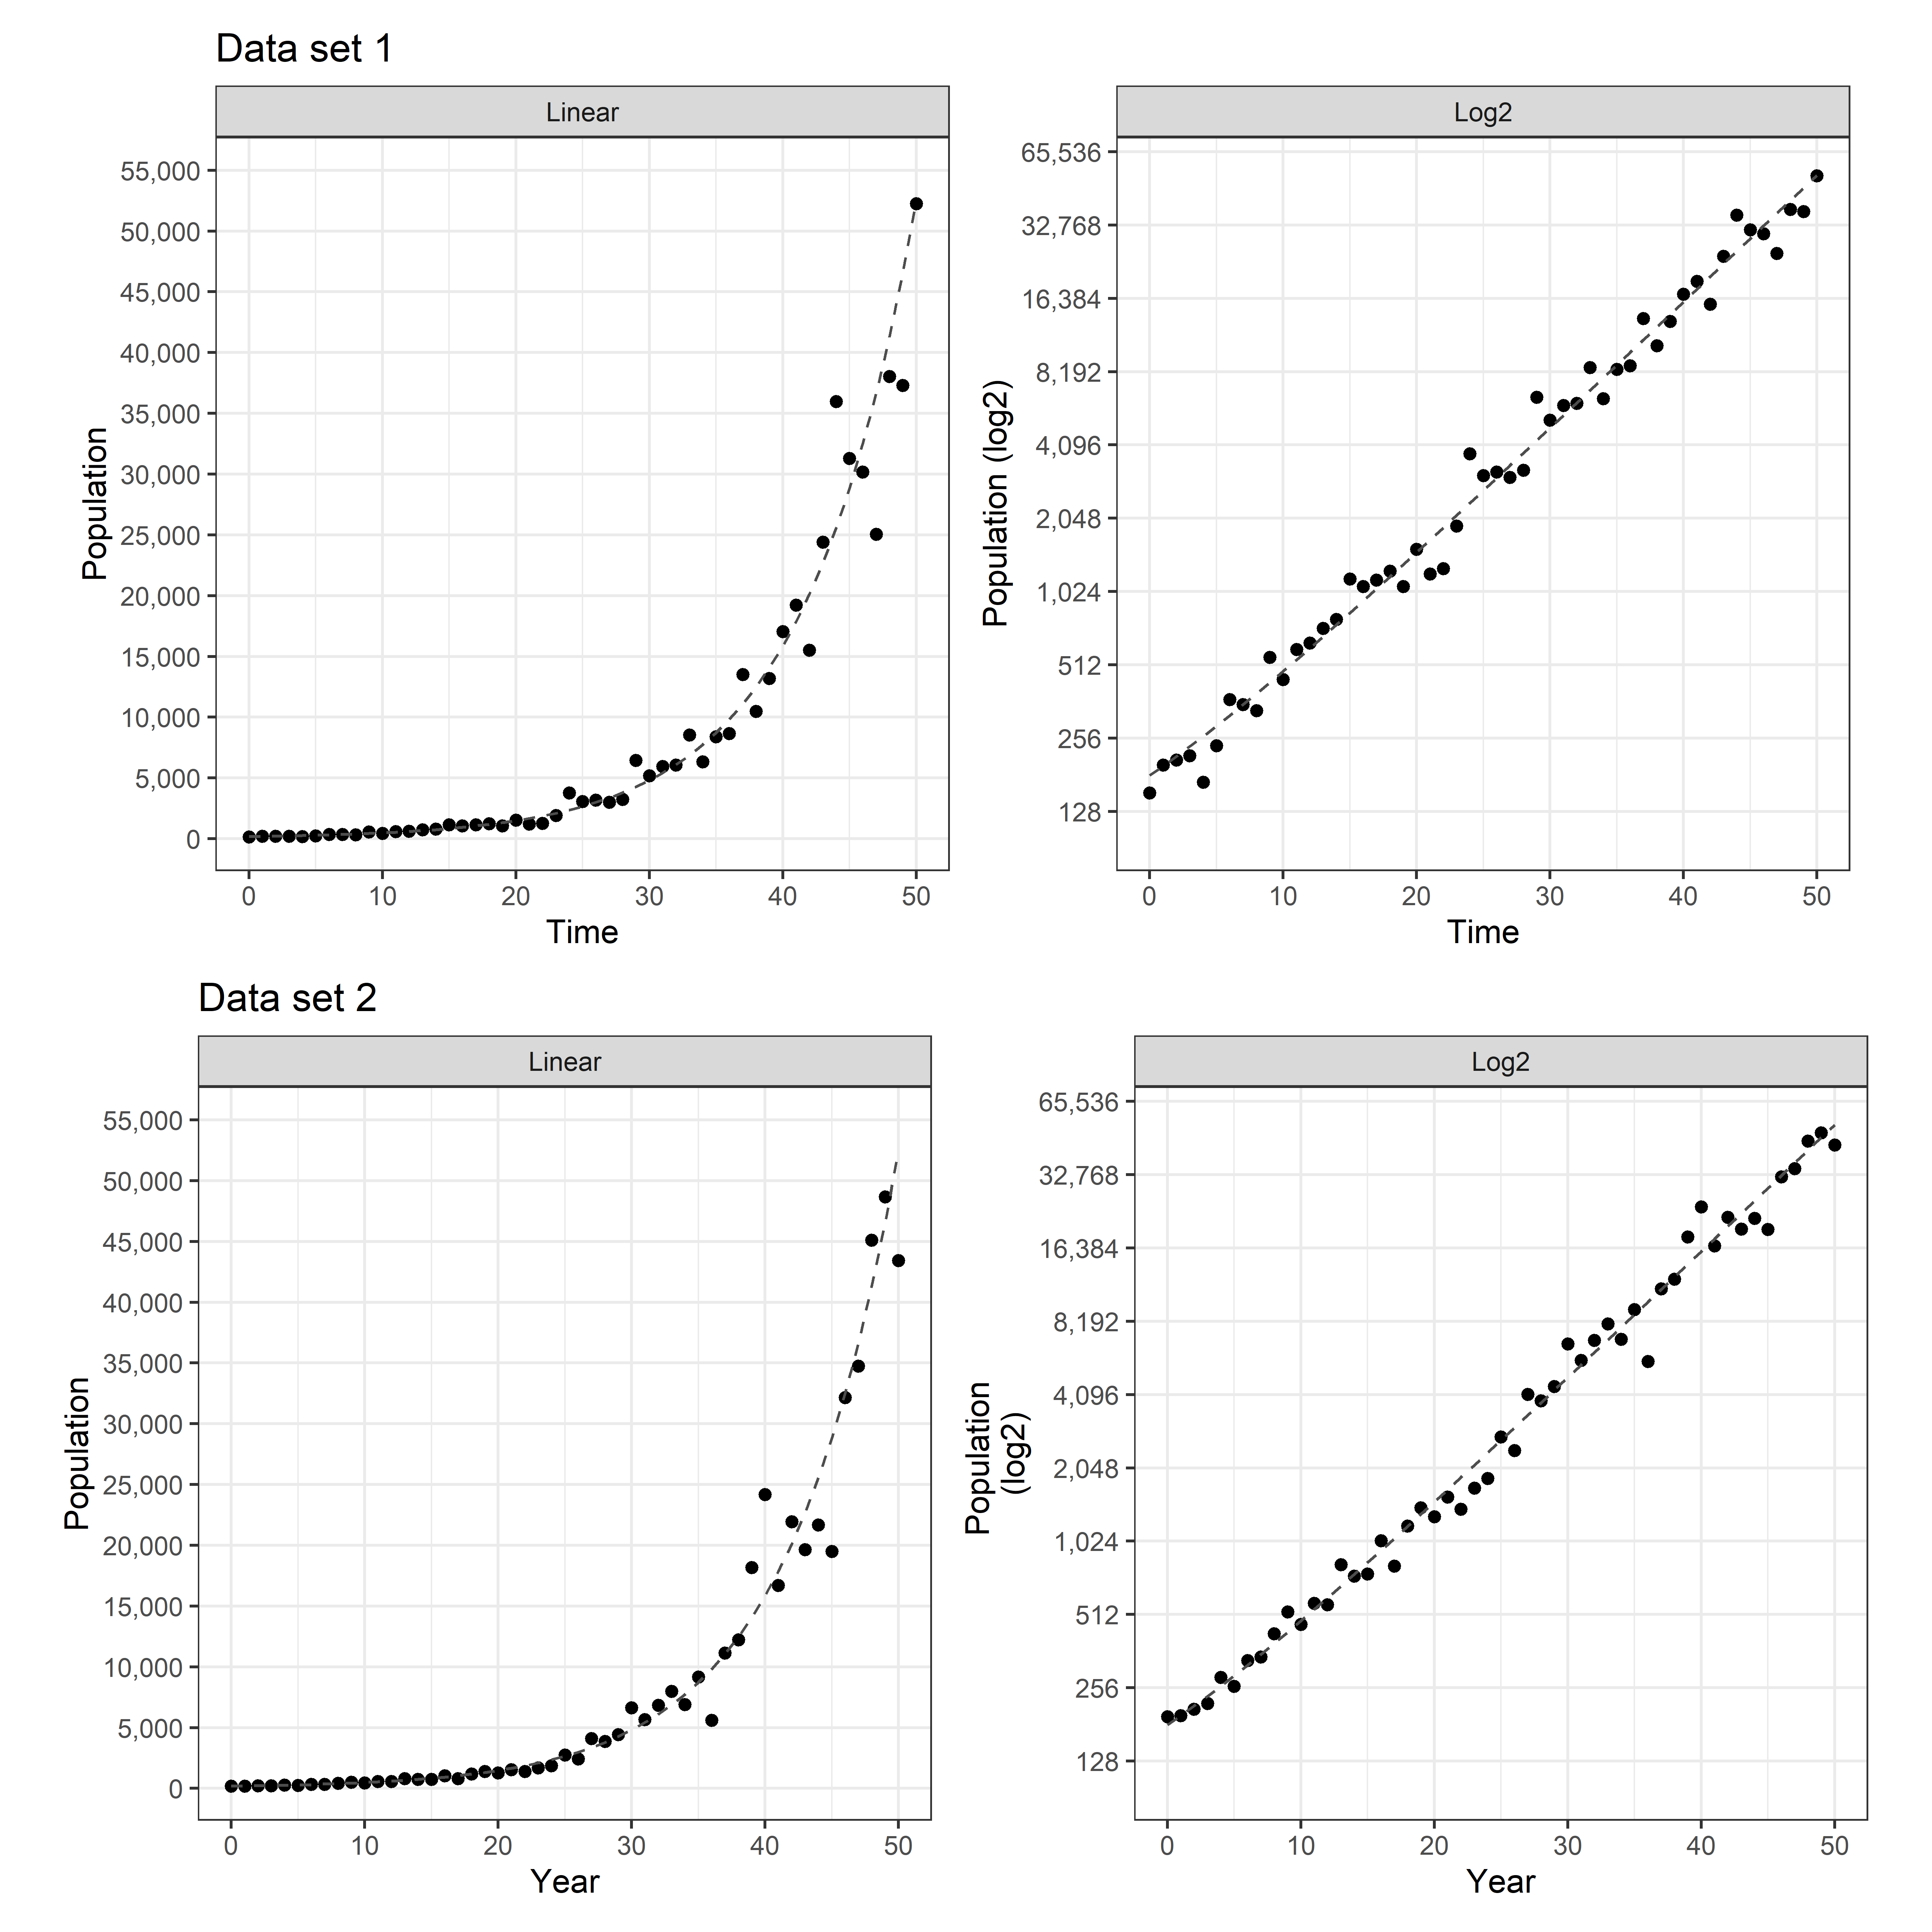 Data set 1
Linear
55,000
50,000
45,000
40,000
35,000
30,000
25,000
20,000
15,000
10,000
5,000
0
Population
0 10 20 30 40 50
Time
Log2
65,536
32,768
16,384
8,192
4,096
2,048
1,024
512
256
128
Population (log2)
0 10 20 30 40 50
Time
Data set 2
Linear
55,000
50,000
45,000
40,000
35,000
30,000
25,000
20,000
15,000
10,000
5,000
0
Population
0 10 20 30 40 50
Year
Log2
65,536
32,768
16,384
8,192
4,096
2,048
1,024
512
256
128
Population
(log2)
0 10 20 30 40 50
Year